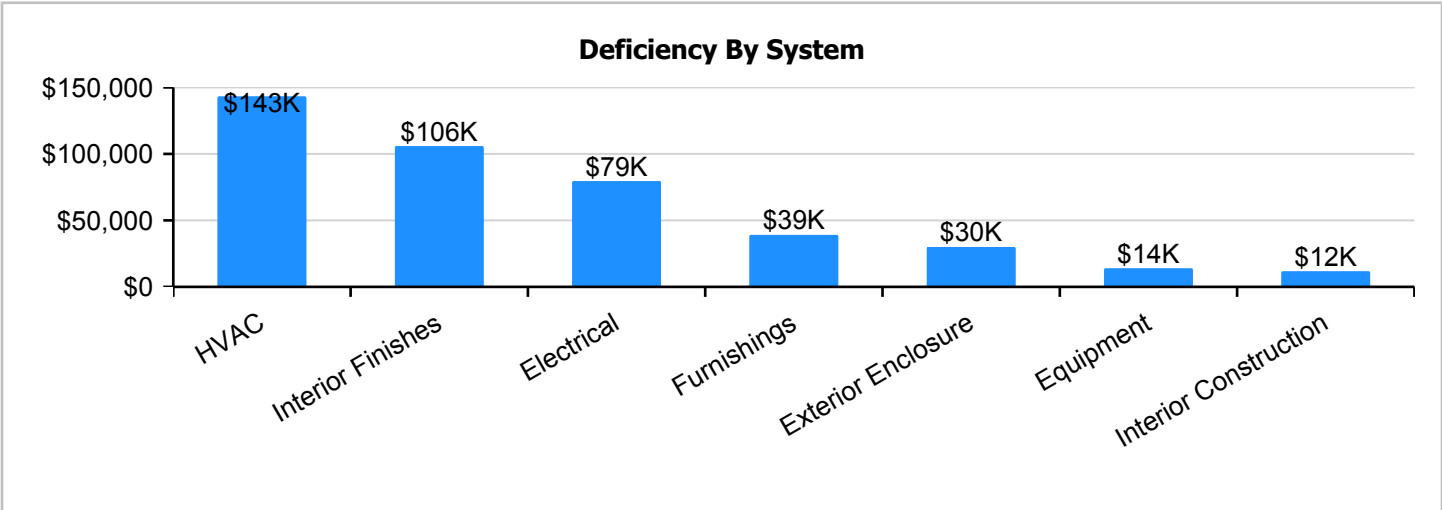 Deficiency By System
$150,000
$100,000
$50,000
$0
$143K
$106K
$79K
$39K
$30K
$14K
$12K
HVAC
Interior Finishes
Electrical
Furnishings
Exterior Enclosure
Equipment
Interior Construction